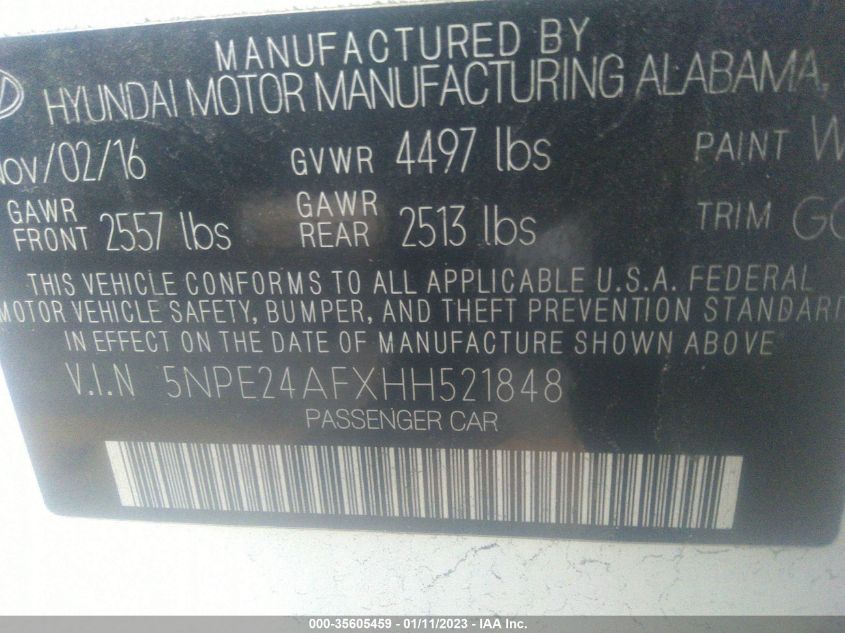 MANUFACTURED BY
HYUNDAI MOTOR MANUFACTURING ALABAMA,
Nov/02/16 GVWR 4497 lbs PAINT W
GAWR FRONT 2557 lbs GAWR REAR 2513 lbs TRIM GO
THIS VEHICLE CONFORMS TO ALL APPLICABLE U.S.A. FEDERAL
MOTOR VEHICLE SAFETY, BUMPER, AND THEFT PREVENTION STANDARD
IN EFFECT ON THE DATE OF MANUFACTURE SHOWN ABOVE
V.I.N 5NPE24AFXHH521848
PASSENGER CAR
000-35605459 - 01/11/2023 - IAA Inc.